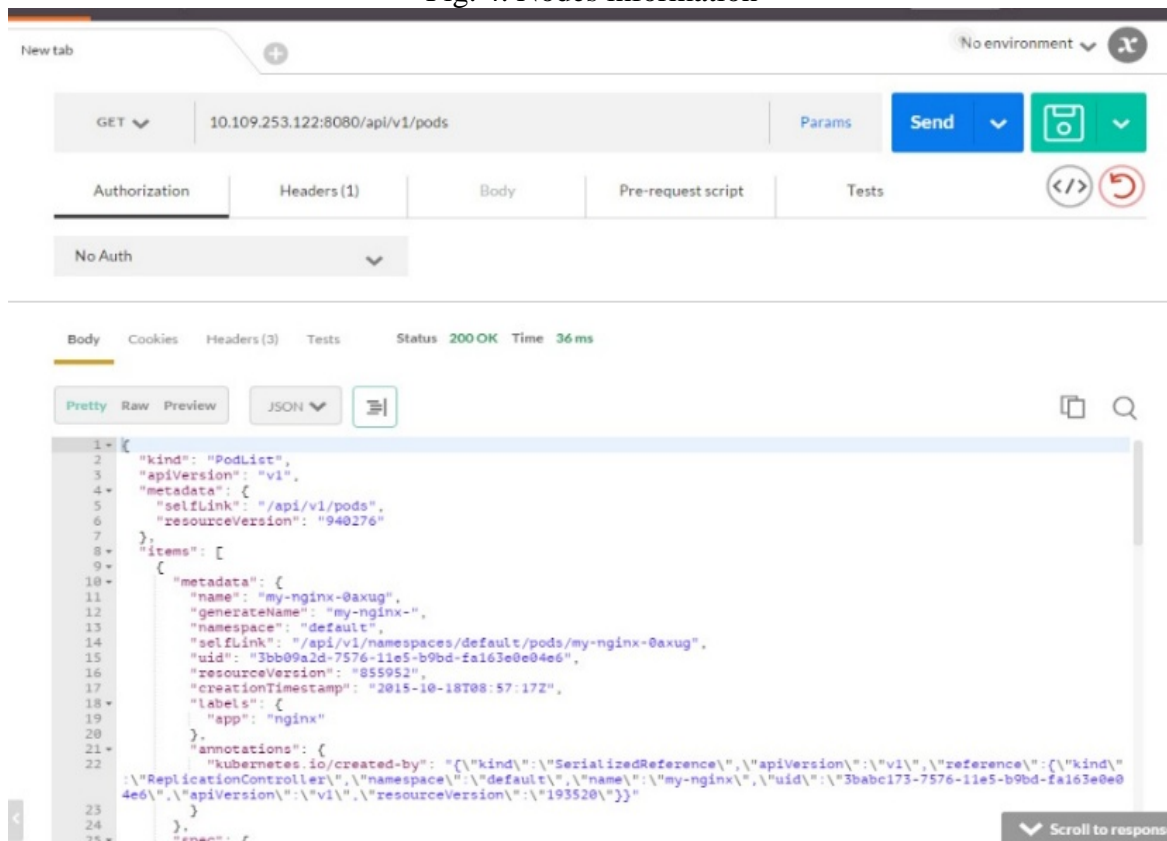 Fig. 4. Nodes Information
New tab
No environment
GET
10.109.253.122:8080/api/v1/pods
Params
Send
Authorization
Headers (1)
Body
Pre-request script
Tests
No Auth
Body Cookies Headers (3) Tests Status 200 OK Time 36 ms
Pretty Raw Preview JSON
1 {
2 "kind": "PodList",
3 "apiVersion": "v1",
4 "metadata": {
5 "selfLink": "/api/v1/pods",
6 "resourceVersion": "940276"
7 },
8 "items": [
9 {
10 "metadata": {
11 "name": "my-nginx-0axug",
12 "generateName": "my-nginx-",
13 "namespace": "default",
14 "selfLink": "/api/v1/namespaces/default/pods/my-nginx-0axug",
15 "uid": "3bb09a2d-7576-11e5-b9bd-fa163e0e04e6",
16 "resourceVersion": "855952",
17 "creationTimestamp": "2015-10-18T08:57:17Z",
18 "labels": {
19 "app": "nginx"
20 },
21 "annotations": {
22 "kubernetes.io/created-by": "{\"kind\":\"SerializedReference\",\"apiVersion\":\"v1\",\"reference\":{\"kind\"
:\"ReplicationController\",\"namespace\":\"default\",\"name\":\"my-nginx\",\"uid\":\"3babc173-7576-11e5-b9bd-fa163e0e0
4e6\",\"apiVersion\":\"v1\",\"resourceVersion\":\"193520\"}}"
23 }
24 },
25 "spec": {
Scroll to response